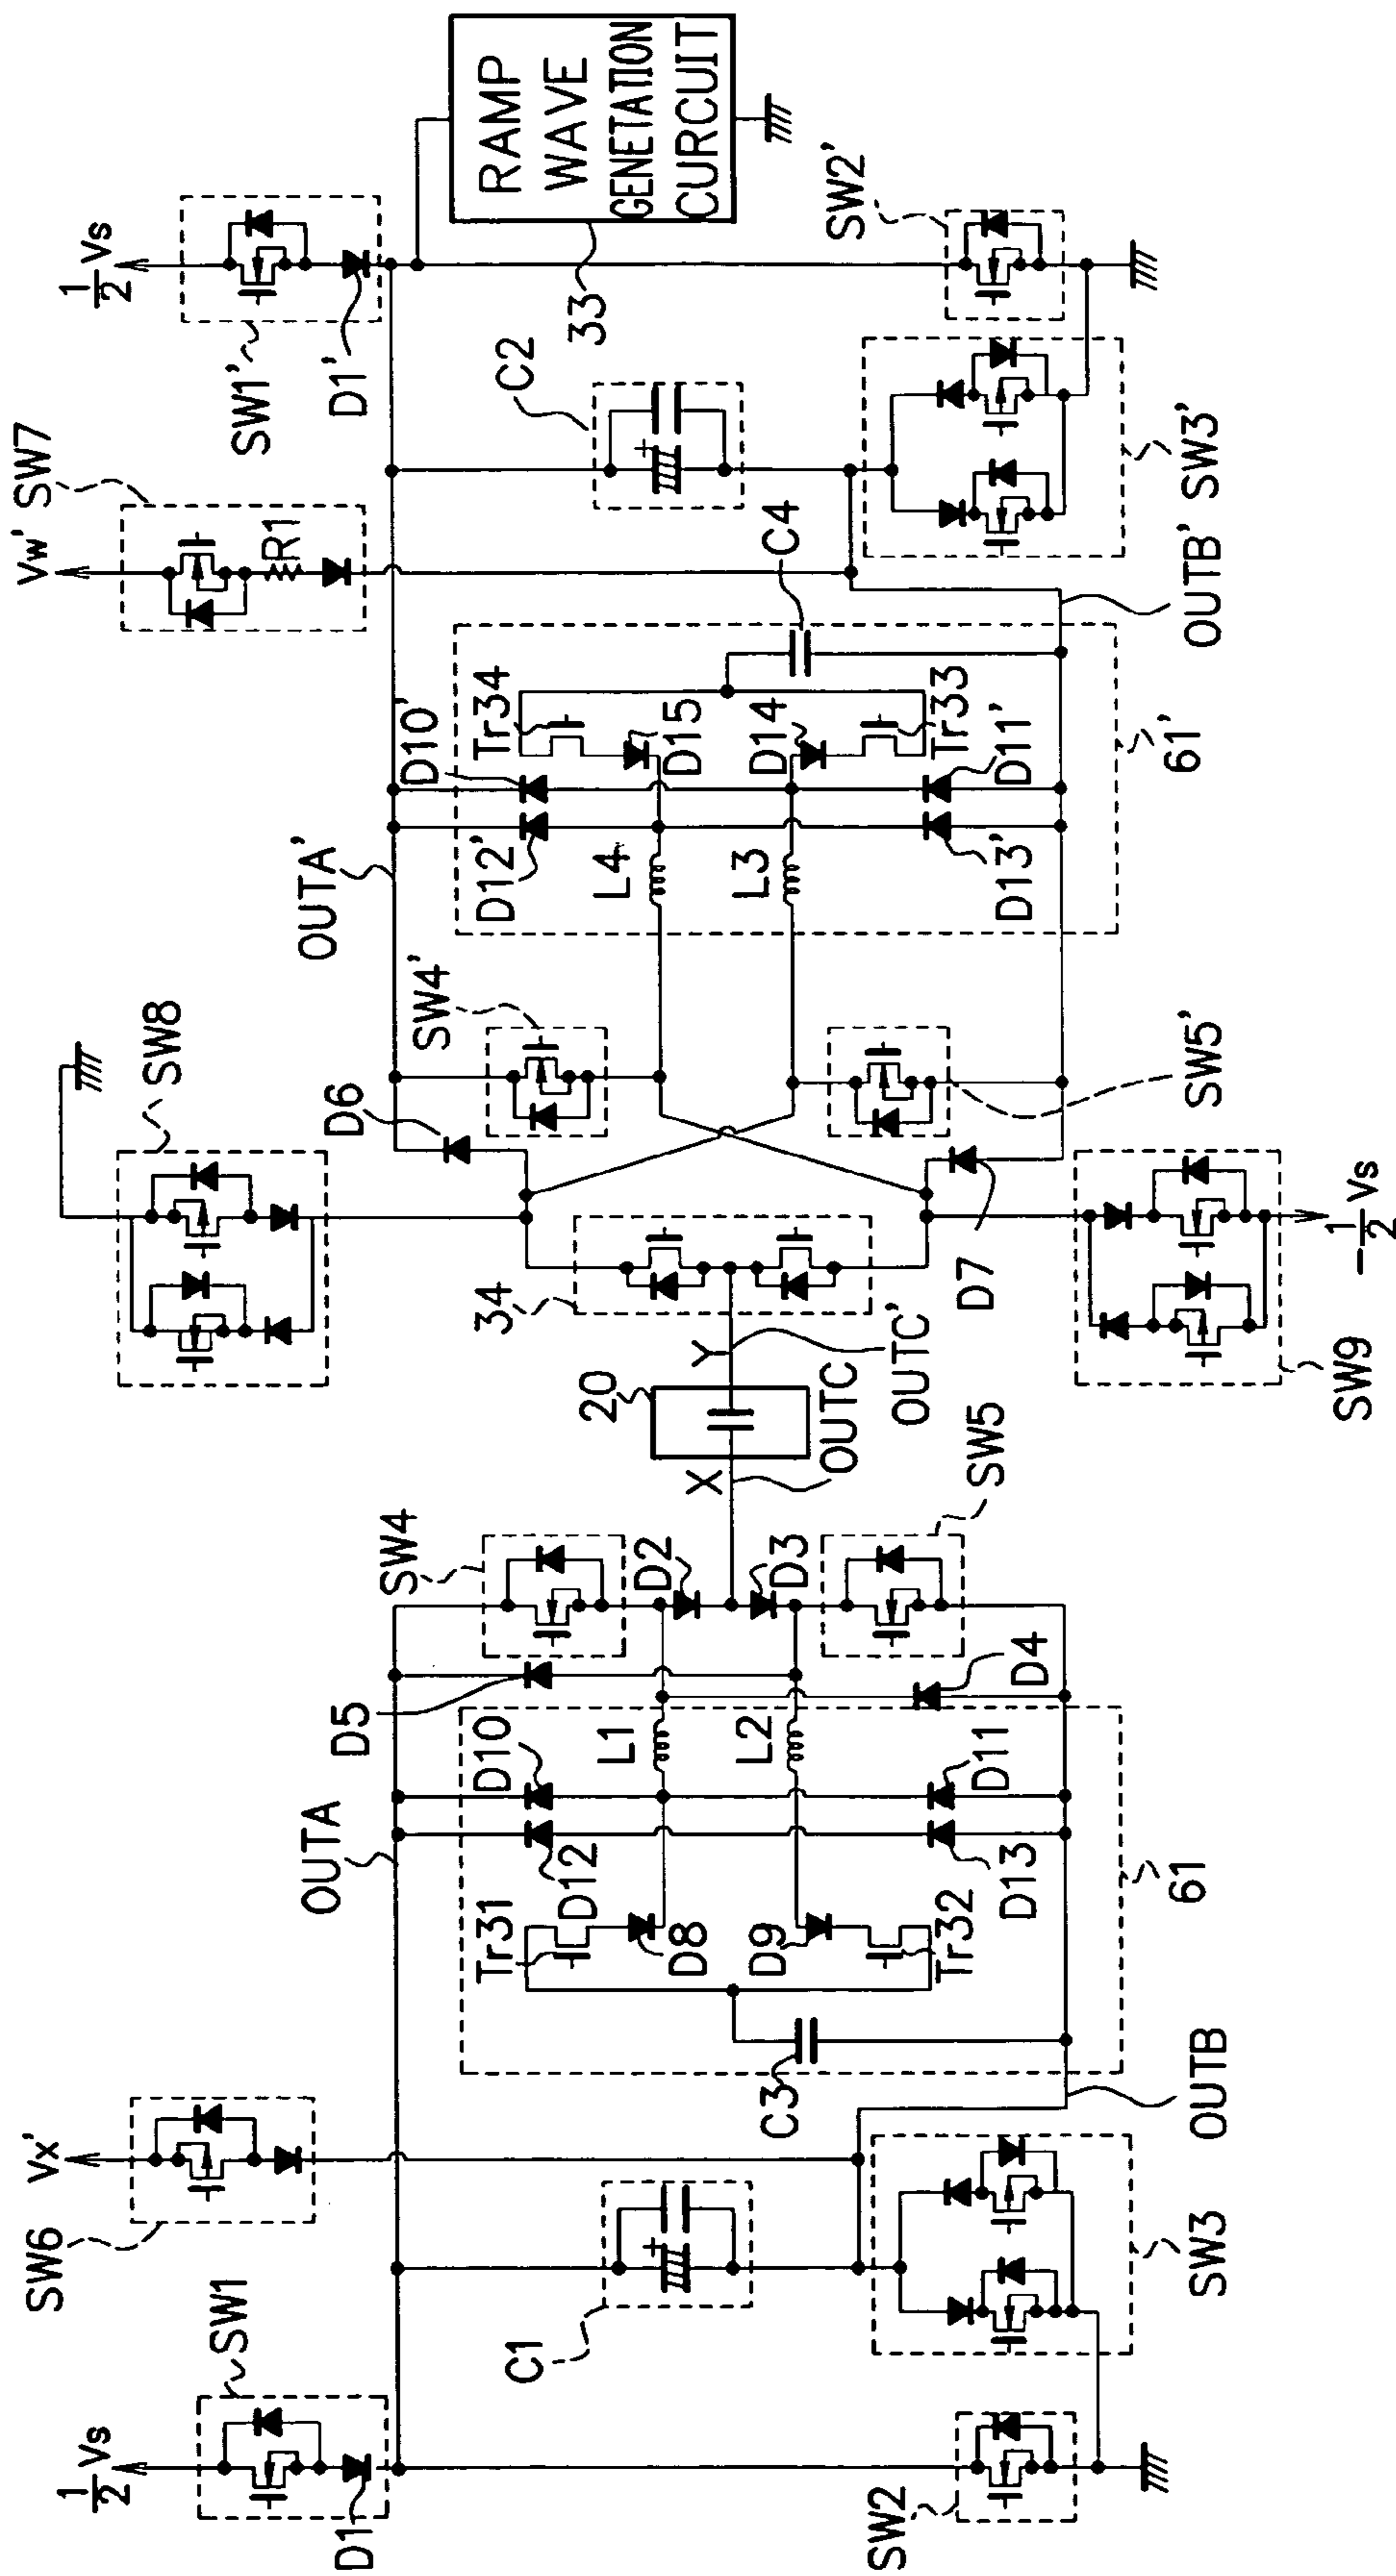 1/2 Vs
SW1
D1
SW6
Vx'
C1
SW2
SW3
OUTB
OUTA
61
C3
Tr31
D8
D9
Tr32
D12
D10
D13
D11
L1
L2
D5
D4
SW4
D2
D3
SW5
X
OUTC
20
Y
OUTC'
34
SW8
D6
D7
SW9
-1/2 Vs
SW4'
SW5'
OUTA'
L4
L3
D12'
D10'
D13'
D11'
Tr34
D15
D14
Tr33
61'
C4
OUTB'
Vw'
SW7
R1
C2
SW3'
1/2 Vs
SW1'
D1'
33
RAMP
WAVE
GENETATION
CURCUIT
SW2'